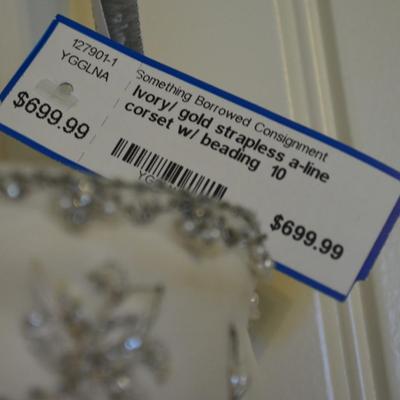 127901-1
YGGLNA
$699.99
Something Borrowed Consignment
Ivory/ gold strapless a-line
corset w/ beading 10
$699.99